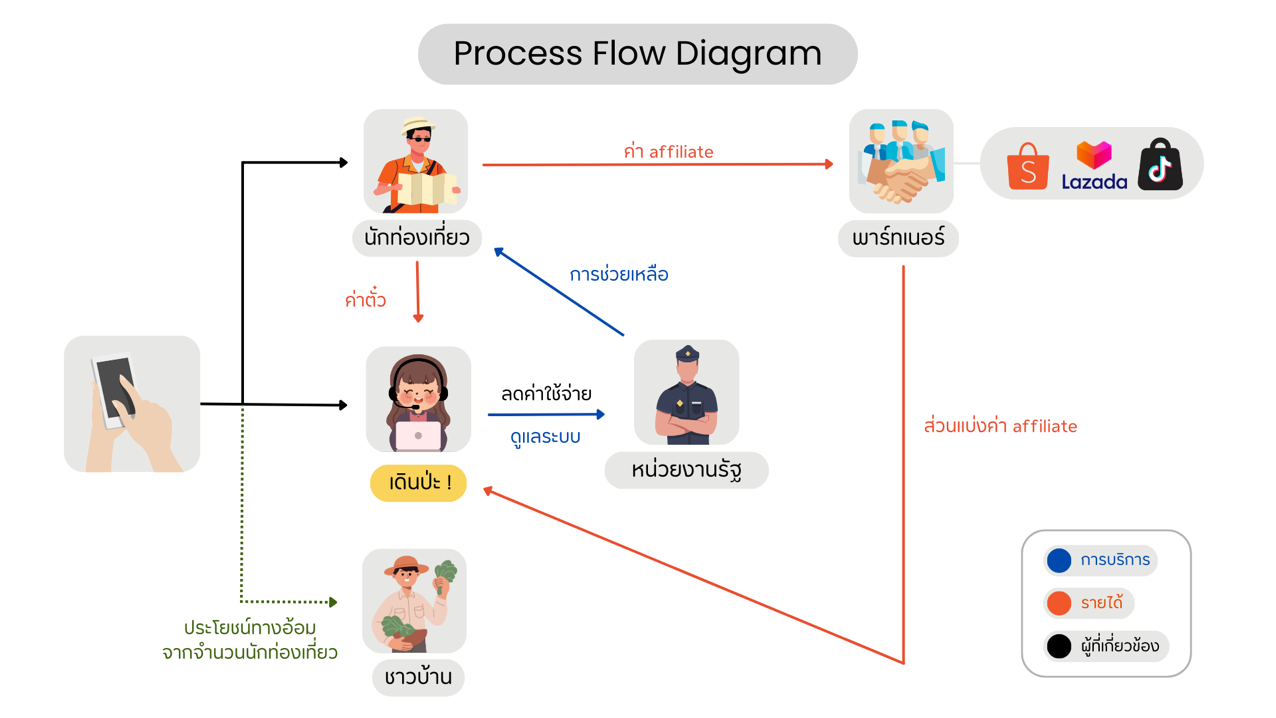 Process Flow Diagram
ค่า affiliate
S
Lazada
นักท่องเที่ยว
พาร์ทเนอร์
การช่วยเหลือ
ค่าตั๋ว
ลดค่าใช้จ่าย
ดูแลระบบ
ส่วนแบ่งค่า affiliate
หน่วยงานรัฐ
เดินป่ะ !
ประโยชน์ทางอ้อม
จากจำนวนนักท่องเที่ยว
ชาวบ้าน
การบริการ
รายได้
ผู้ที่เกี่ยวข้อง